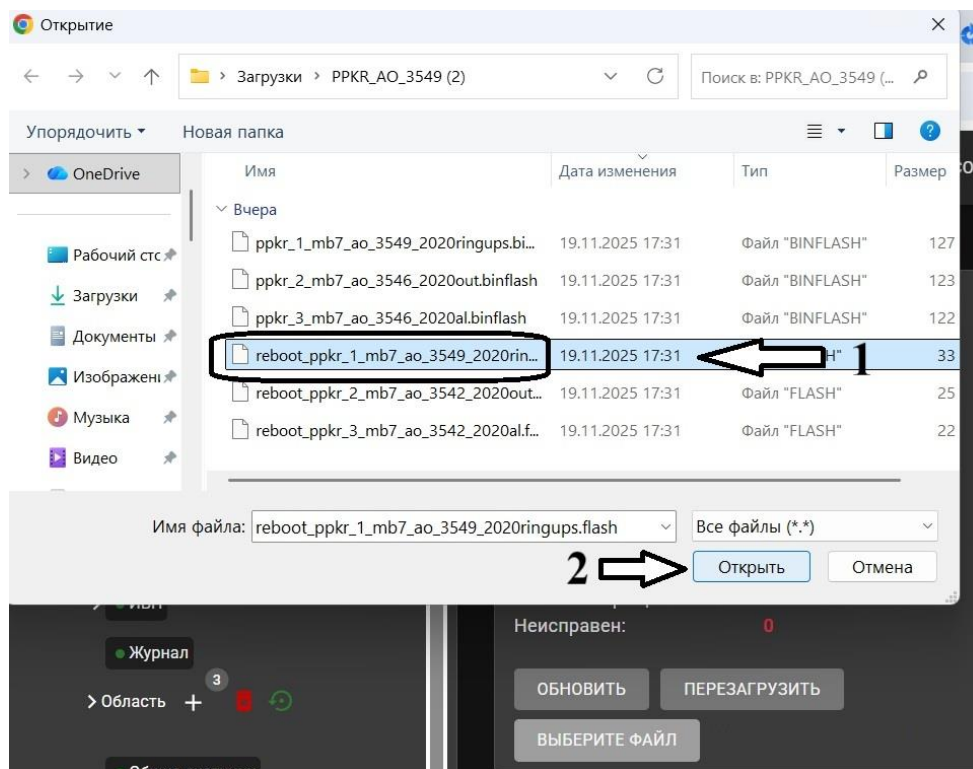 Открытие
Загрузки > PPKR_AO_3549 (2)
Поиск в: PPKR_AO_3549 (...
Упорядочить
Новая папка
OneDrive
Имя
Дата изменения
Тип
Размер
Вчера
ppkr_1_mb7_ao_3549_2020ringups.bi... 19.11.2025 17:31 Файл "BINFLASH" 127
Рабочий стс
ppkr_2_mb7_ao_3546_2020out.binflash 19.11.2025 17:31 Файл "BINFLASH" 123
Загрузки
ppkr_3_mb7_ao_3546_2020al.binflash 19.11.2025 17:31 Файл "BINFLASH" 122
Документы
reboot_ppkr_1_mb7_ao_3549_2020rin... 19.11.2025 17:31 H" 33
1
Изображени
reboot_ppkr_2_mb7_ao_3542_2020out... 19.11.2025 17:31 Файл "FLASH" 25
Музыка
reboot_ppkr_3_mb7_ao_3542_2020al.f... 19.11.2025 17:31 Файл "FLASH" 22
Видео
Имя файла: reboot_ppkr_1_mb7_ao_3549_2020ringups.flash
Все файлы (*.*)
2
Открыть
Отмена
Неисправен: 0
Журнал
Область + 3
ОБНОВИТЬ
ПЕРЕЗАГРУЗИТЬ
ВЫБЕРИТЕ ФАЙЛ